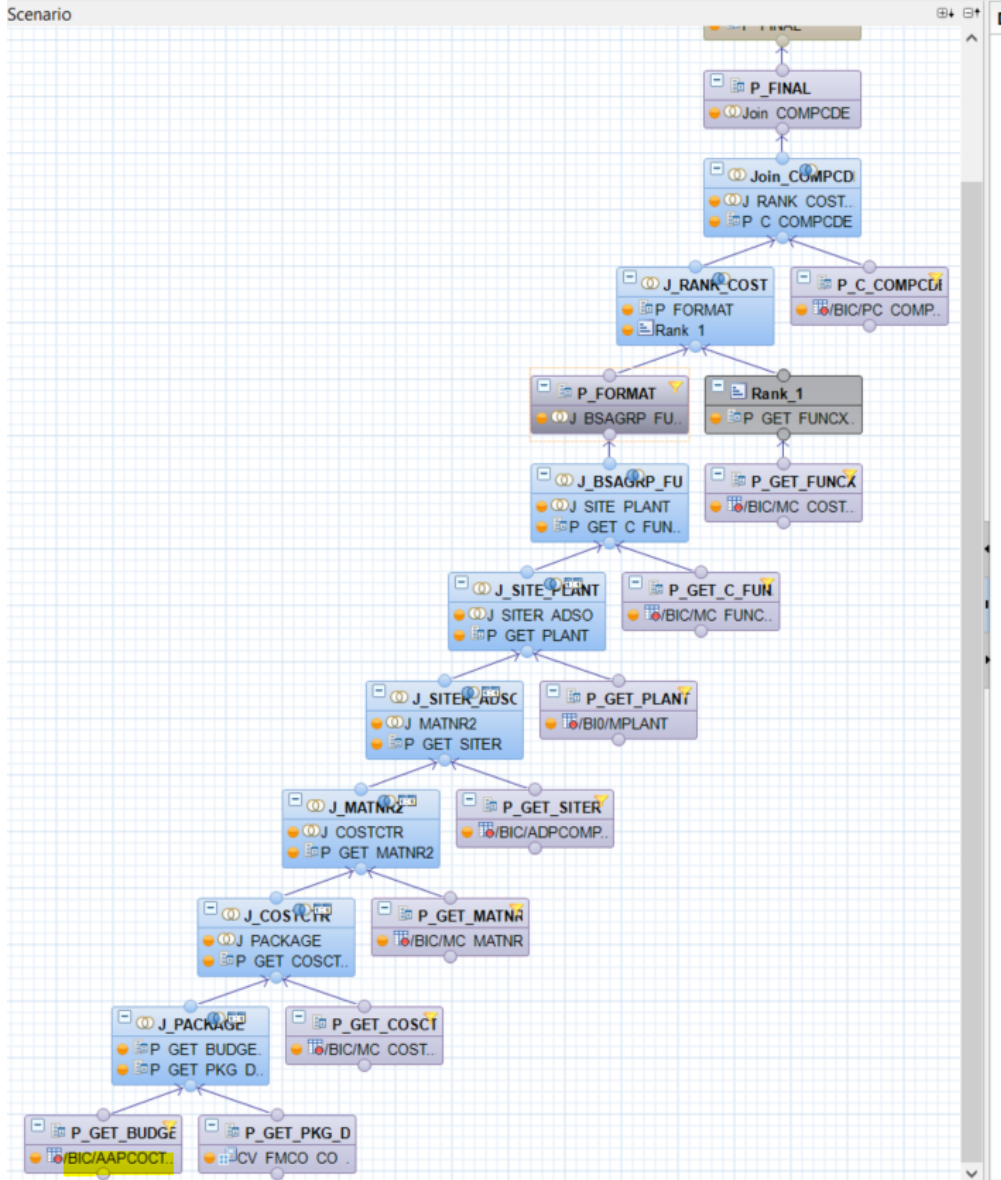 Scenario
P_FINAL
P_FINAL
Join COMPCDE
Join_COMPCDI
J RANK COST..
P C COMPCDE
J_RANK_COST
P FORMAT
Rank 1
P_C_COMPCDE
/BIC/PC COMP..
P_FORMAT
J BSAGRP FU..
Rank_1
P GET FUNCX.
J_BSAGRP_FU
J SITE PLANT
P GET C FUN..
P_GET_FUNCX
/BIC/MC COST..
J_SITE_PLANT
J SITER ADSO
P GET PLANT
P_GET_C_FUN
/BIC/MC FUNC..
J_SITER_ADSC
J MATNR2
P GET SITER
P_GET_PLANT
/BI0/MPLANT
J_MATNR2
J COSTCTR
P GET MATNR2
P_GET_SITER
/BIC/ADPCOMP..
J_COSTCTR
J PACKAGE
P GET COSCT..
P_GET_MATNR
/BIC/MC MATNR
J_PACKAGE
P GET BUDGE.
P GET PKG D..
P_GET_COSCT
/BIC/MC COST..
P_GET_BUDGE
/BIC/AAPCOCT..
P_GET_PKG_D
CV FMCO CO .